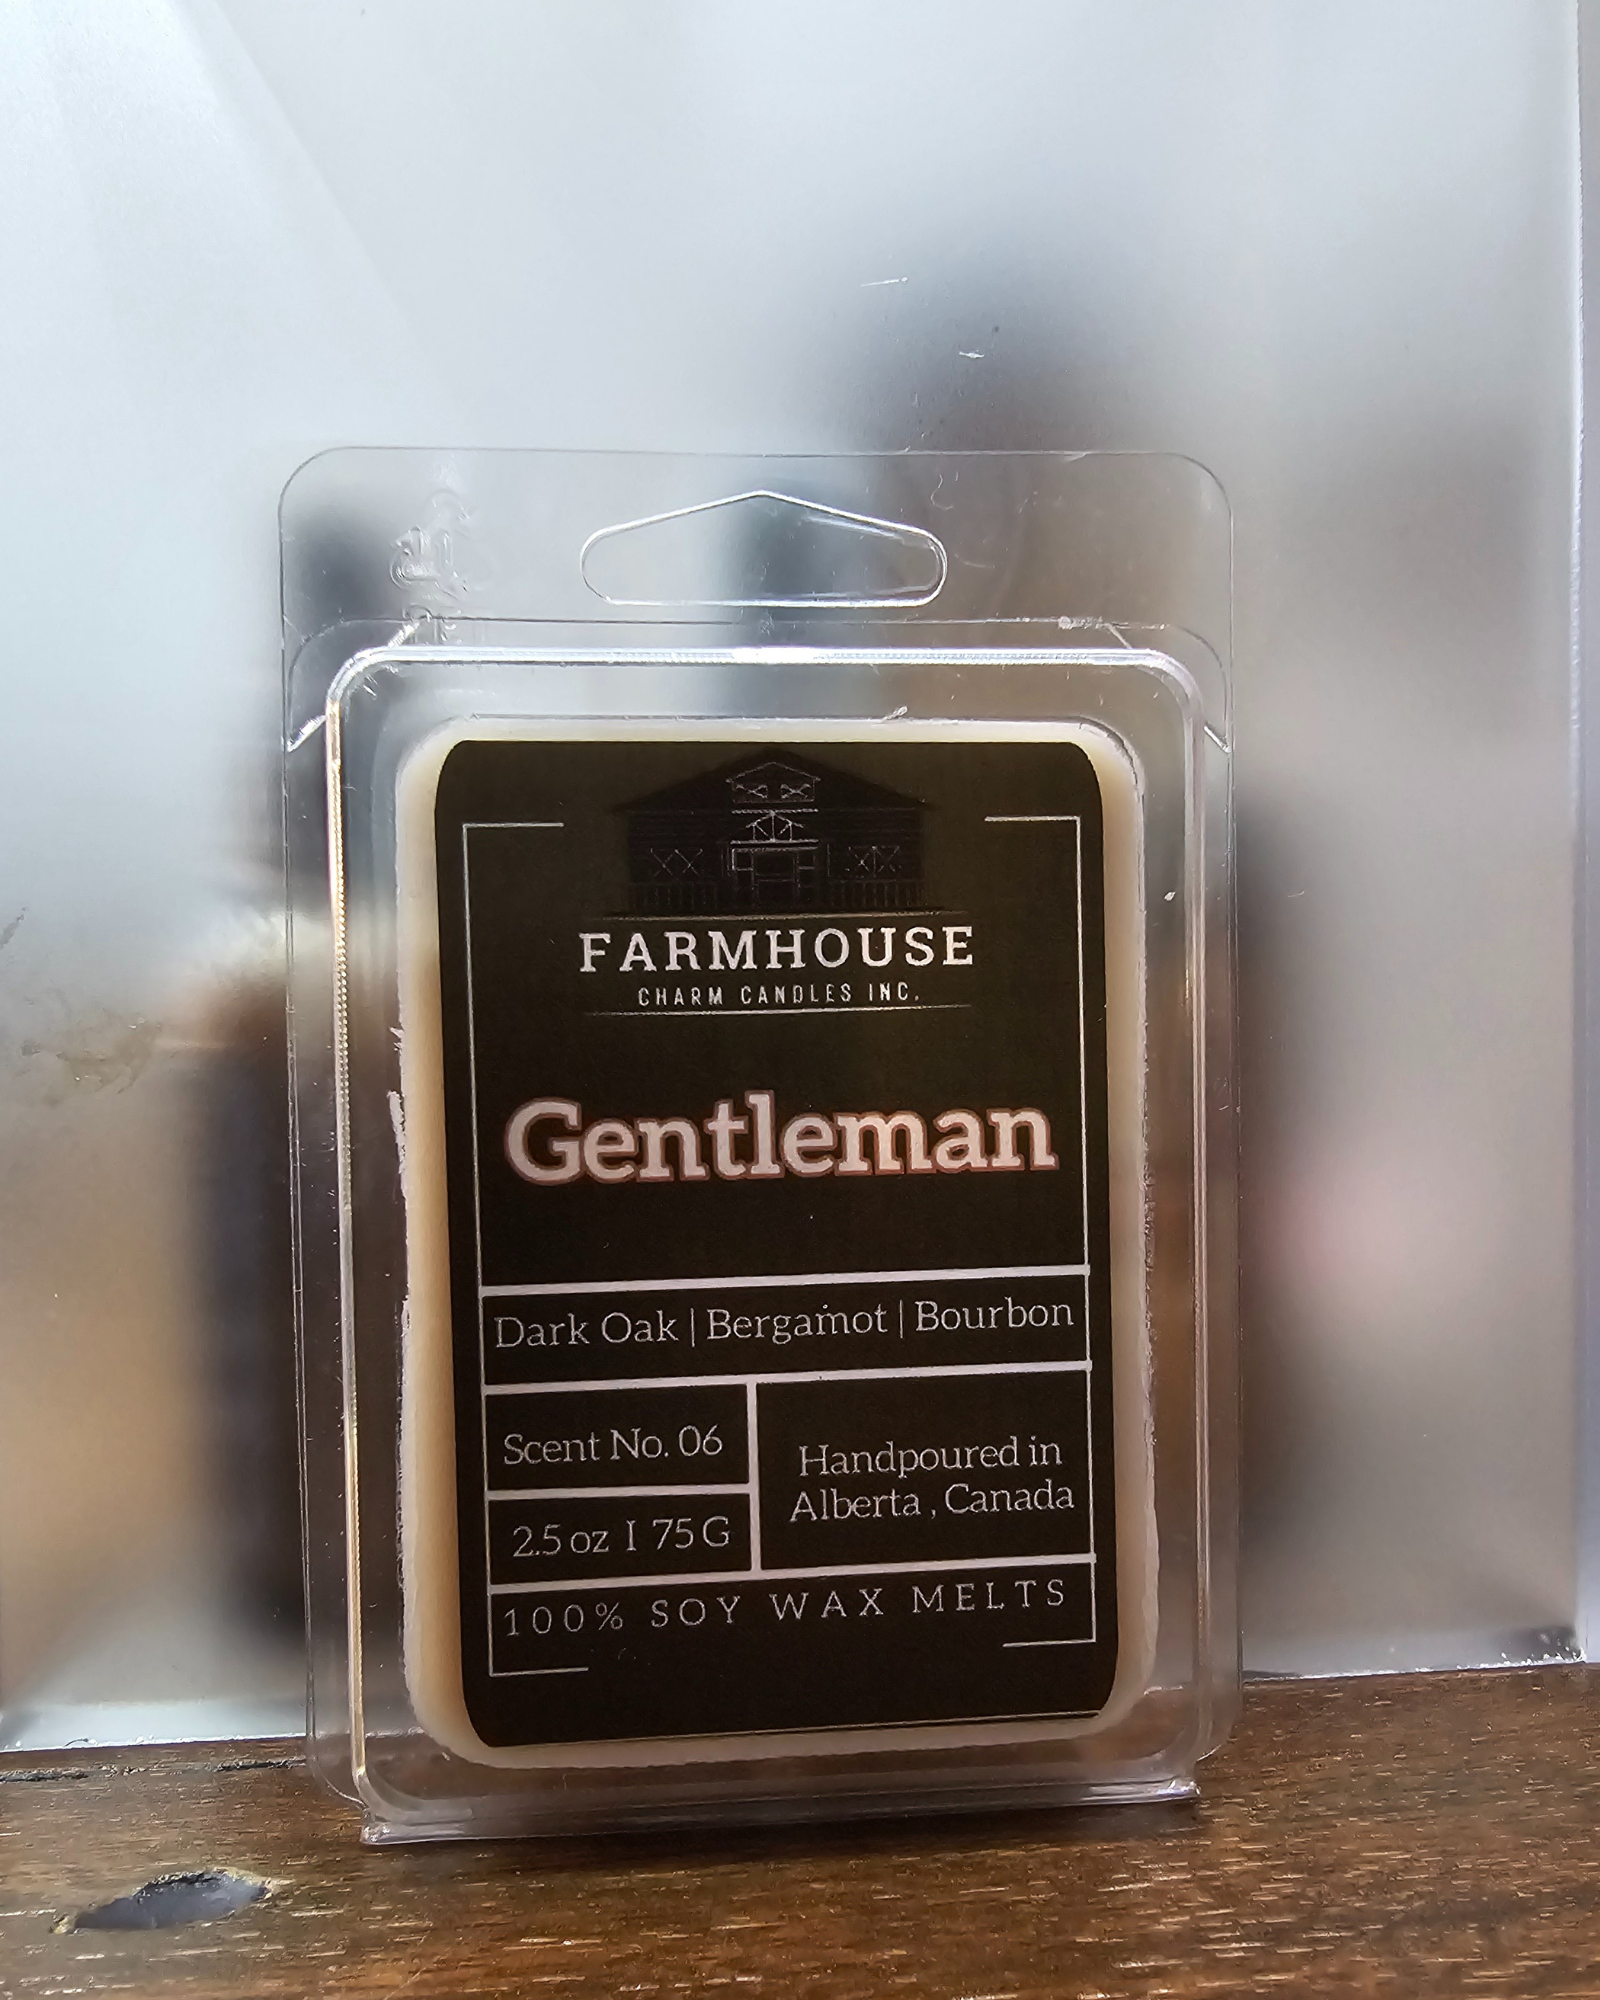 FARMHOUSE
CHARM CANDLES INC.
Gentleman
Dark Oak | Bergamot | Bourbon
Scent No. 06
2.5 oz I 75 G
Handpoured in
Alberta , Canada
100% SOY WAX MELTS